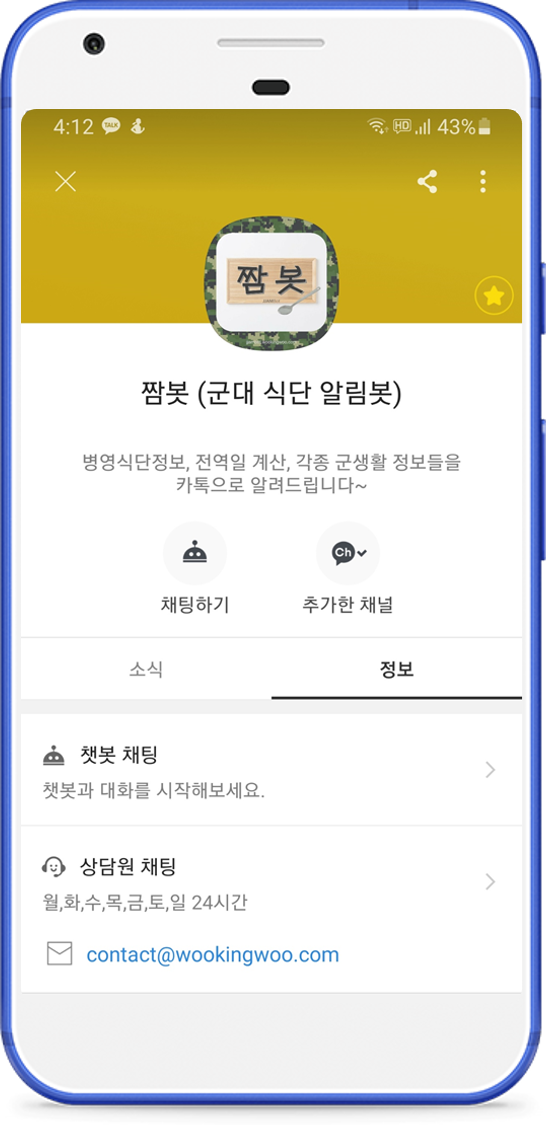 4:12 TALK HD 43%
짬봇
짬봇 (군대 식단 알림봇)
병영식단정보, 전역일 계산, 각종 군생활 정보들을
카톡으로 알려드립니다~
채팅하기 Ch 추가한 채널
소식 정보
챗봇 채팅
챗봇과 대화를 시작해보세요.
상담원 채팅
월,화,수,목,금,토,일 24시간
contact@wookingwoo.com